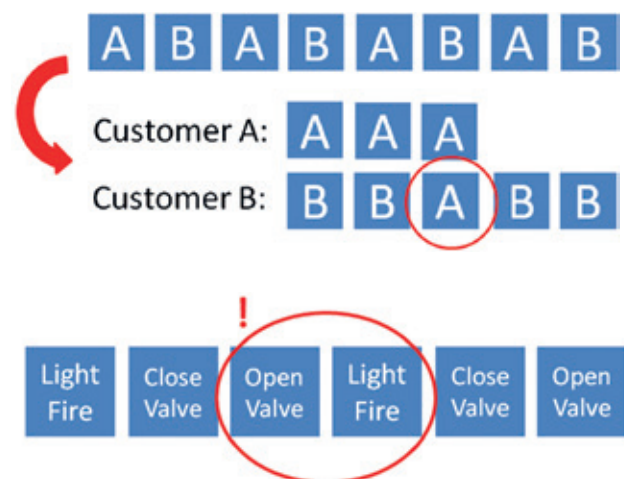 A B A B A B A B
Customer A: A A A
Customer B: B B A B B
!
Light Fire Close Valve Open Valve Light Fire Close Valve Open Valve